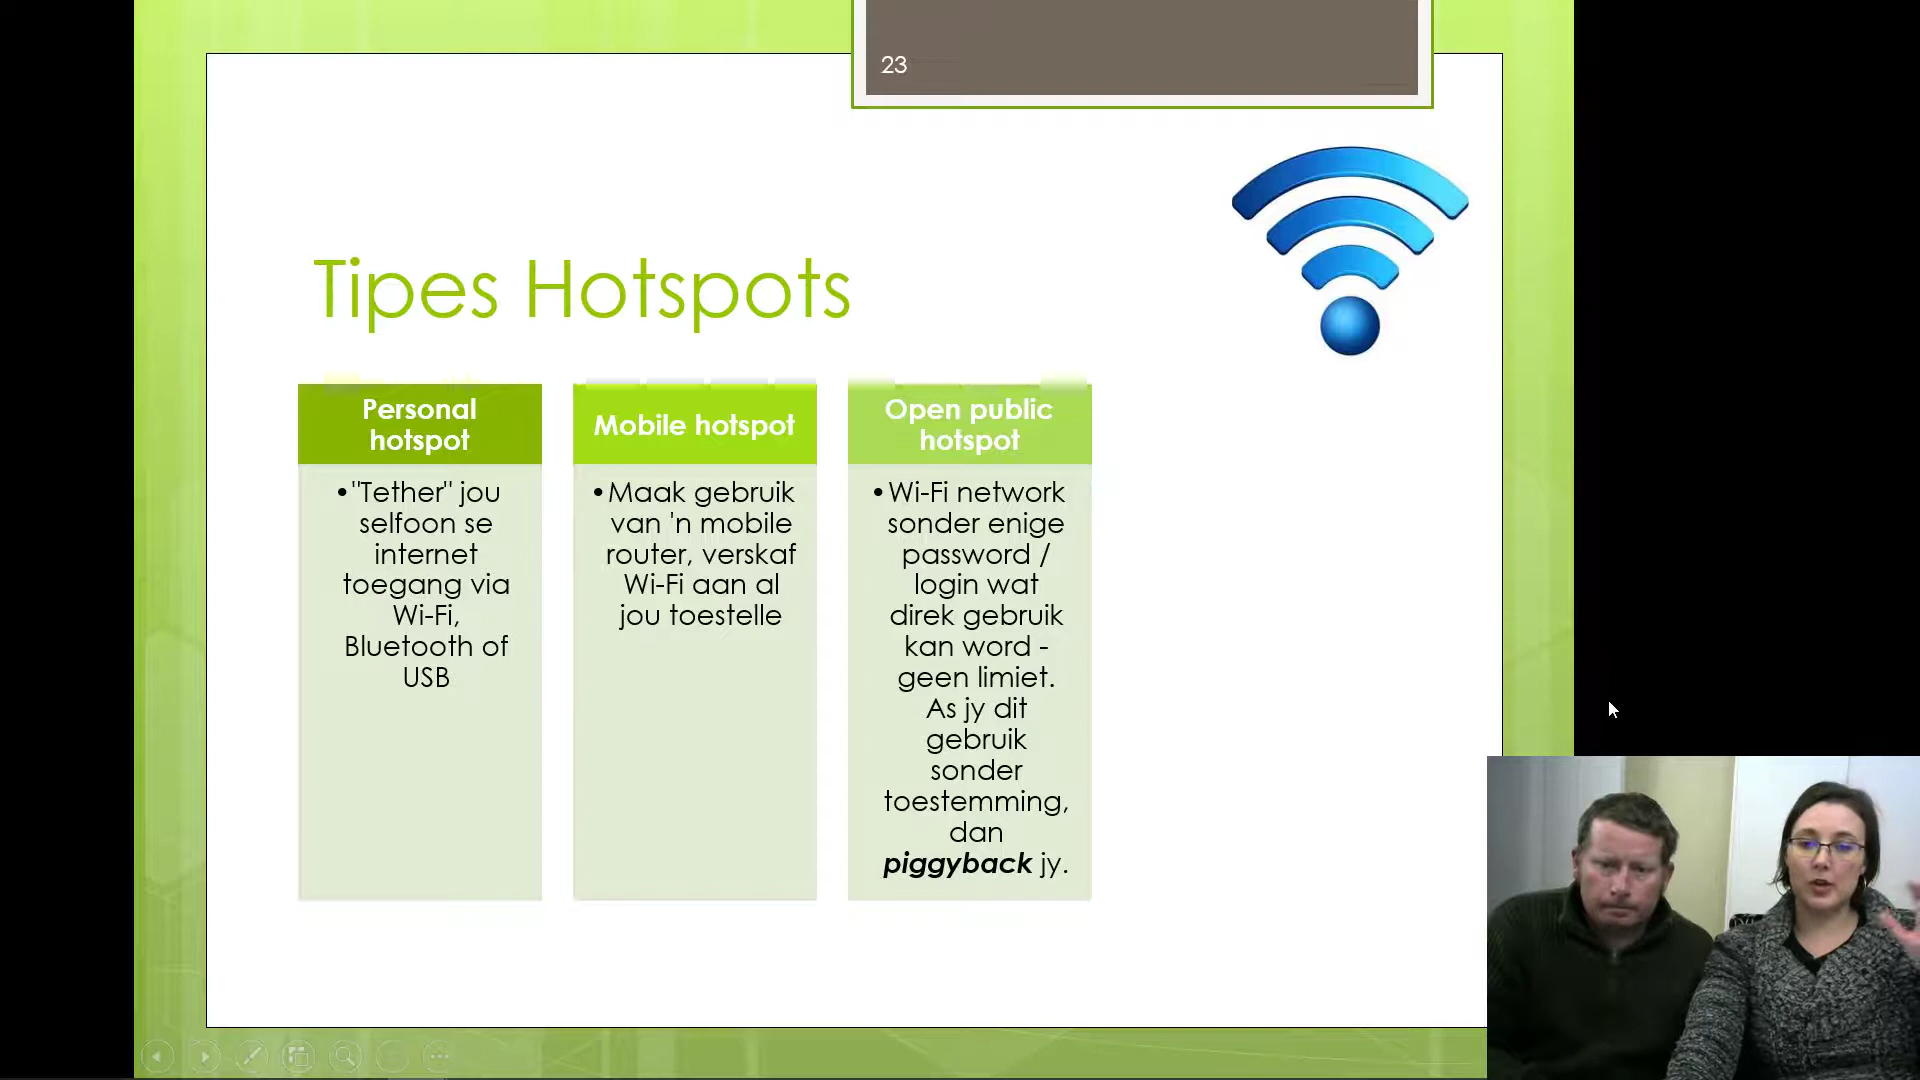 23
Tipes Hotspots
Personal
hotspot
•"Tether" jou
selfoon se
internet
toegang via
Wi-Fi,
Bluetooth of
USB
Mobile hotspot
•Maak gebruik
van 'n mobile
router, verskaf
Wi-Fi aan al
jou toestelle
Open public
hotspot
•Wi-Fi network
sonder enige
password /
login wat
direk gebruik
kan word -
geen limiet.
As jy dit
gebruik
sonder
toestemming,
dan
piggyback jy.